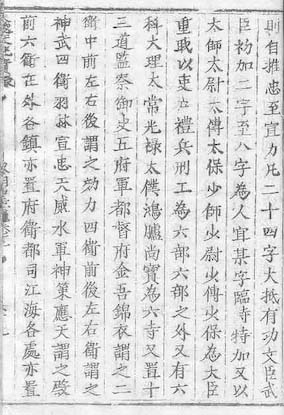 則自推忠至宣力凡二十四字大抵有功文臣武
臣初加二字至八字為人宜某字臨時特加又以
太師太尉太傅太保少師少尉少傅少保為大臣
重職以吏户禮兵刑工為六部六部之外又有六
科大理太常光禄太僕鴻臚尚寶為六寺又置十
三道監察御史五府軍都督府金吾錦衣謂之二
衛中前左右後謂之効力四衛前後左右衛謂之
神武四衛羽林宣忠天威水軍神策應天謂之殿
前六衛在外各鎮亦置府衛都司江海各處亦置